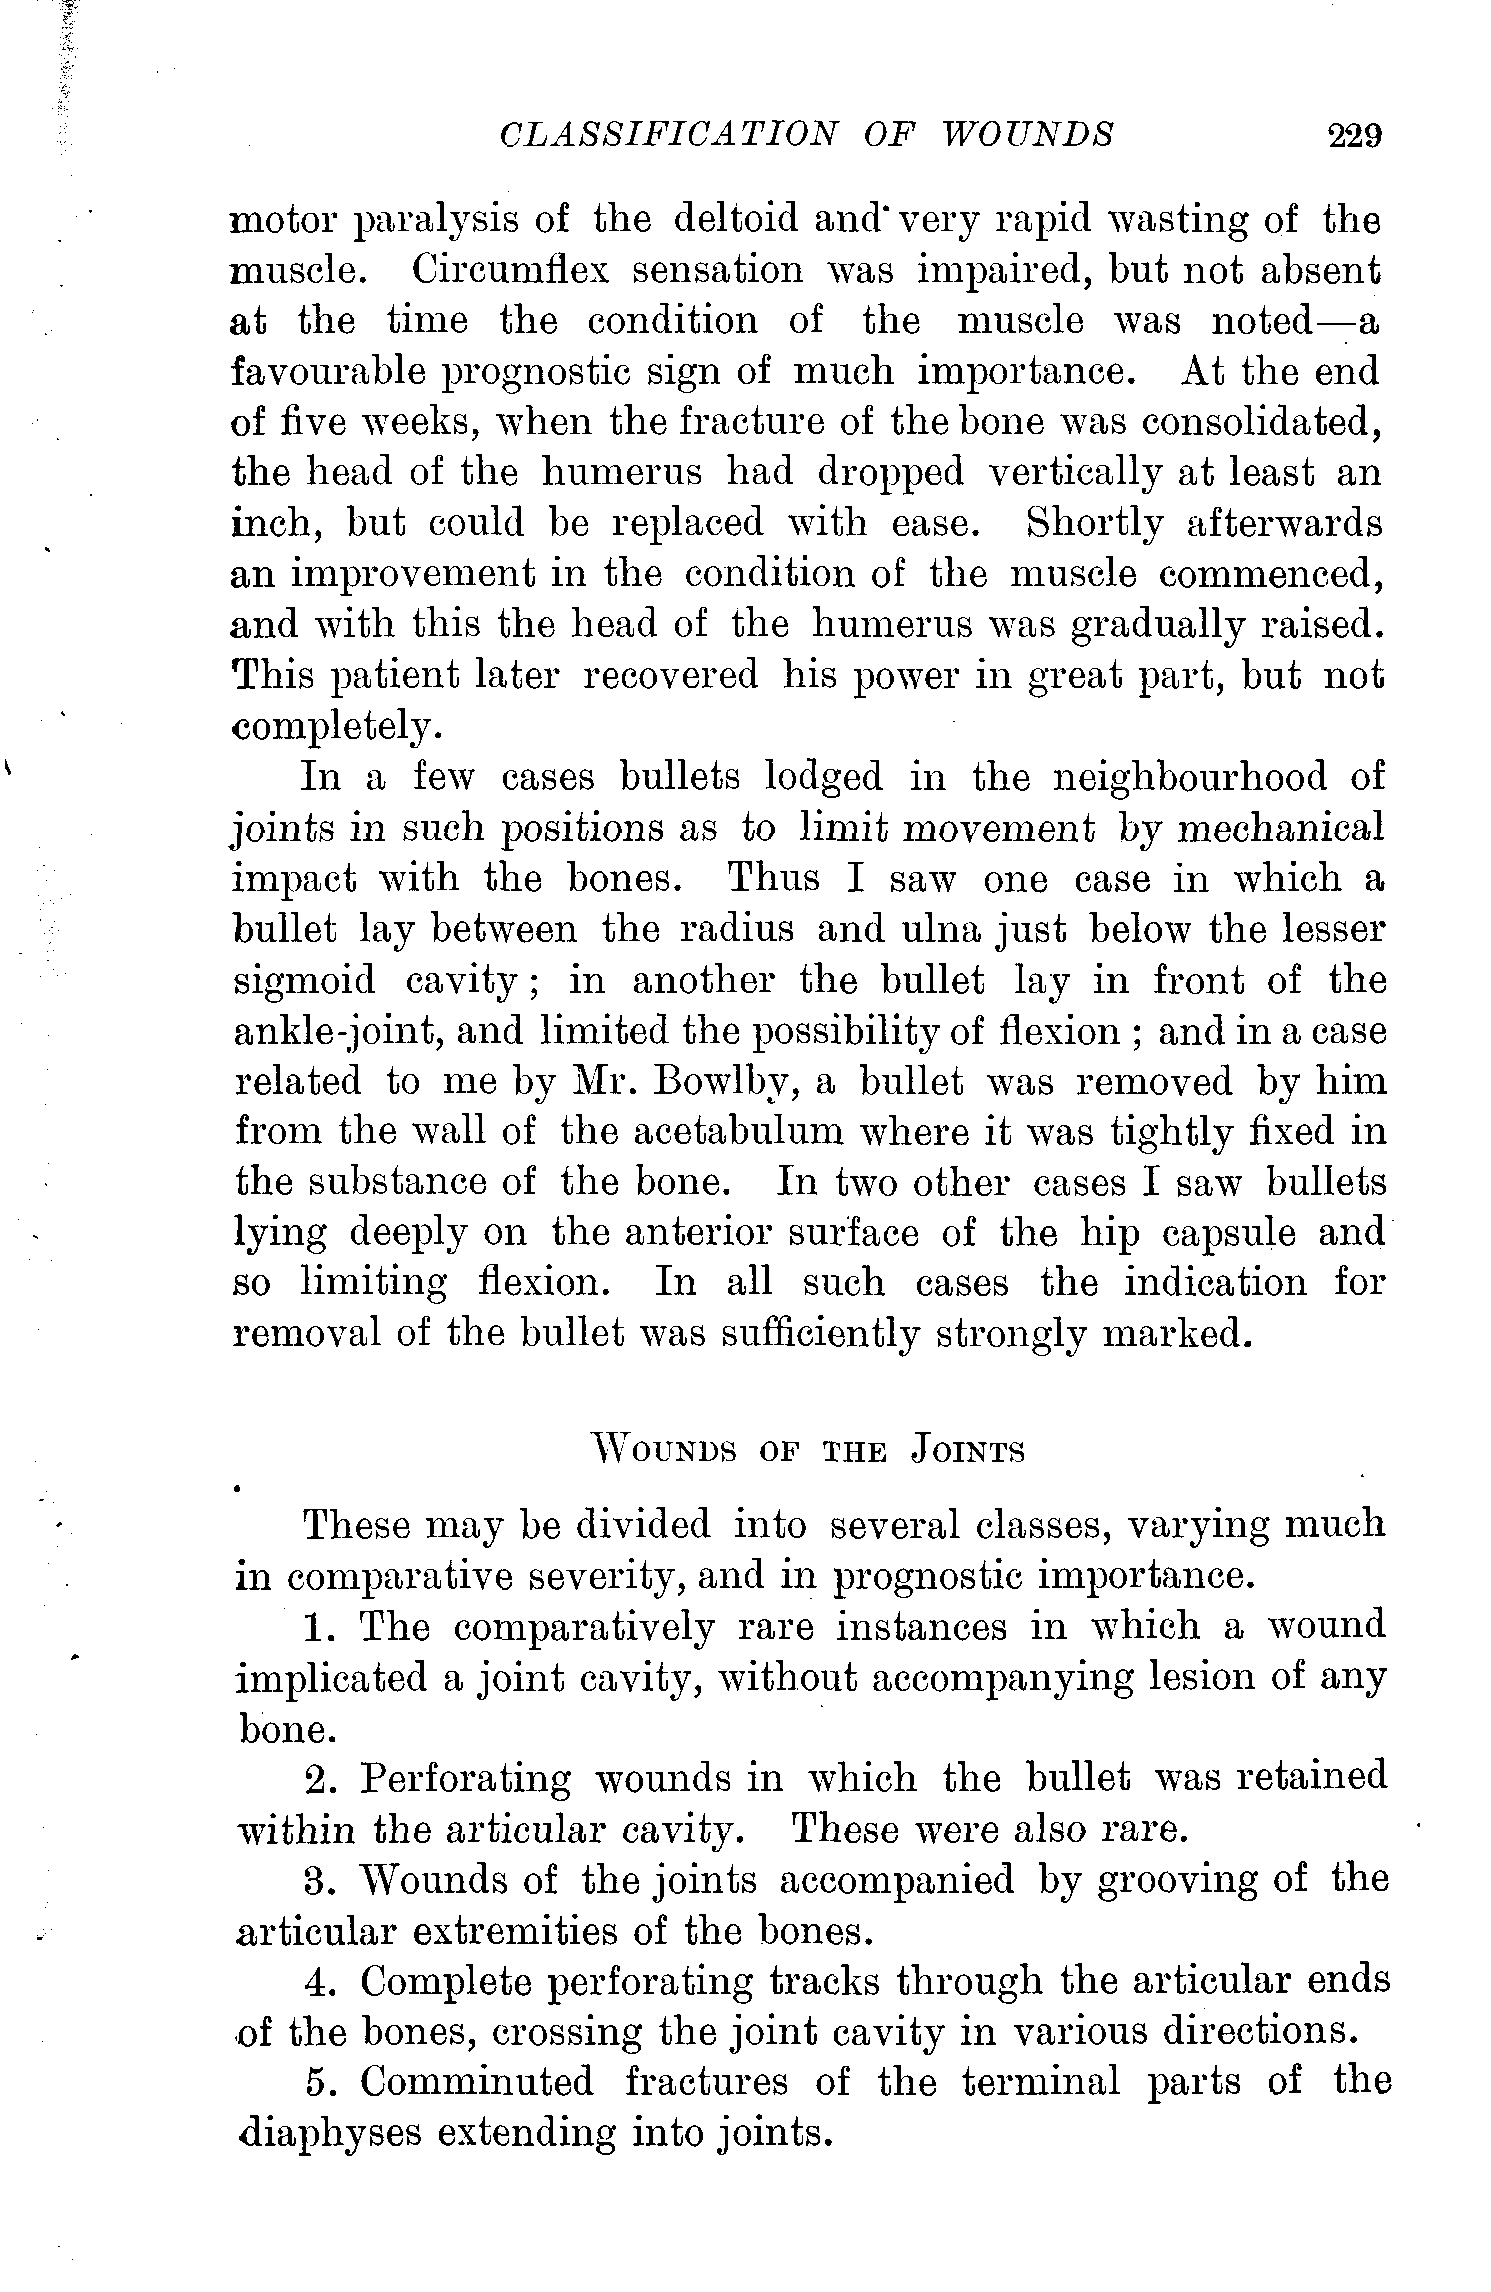 CLASSIFICATION OF WOUNDS 229
motor paralysis of the deltoid and very rapid wasting of the
muscle. Circumflex sensation was impaired, but not absent
at the time the condition of the muscle was noted—a
favourable prognostic sign of much importance. At the end
of five weeks, when the fracture of the bone was consolidated,
the head of the humerus had dropped vertically at least an
inch, but could be replaced with ease. Shortly afterwards
an improvement in the condition of the muscle commenced,
and with this the head of the humerus was gradually raised.
This patient later recovered his power in great part, but not
completely.
In a few cases bullets lodged in the neighbourhood of
joints in such positions as to limit movement by mechanical
impact with the bones. Thus I saw one case in which a
bullet lay between the radius and ulna just below the lesser
sigmoid cavity; in another the bullet lay in front of the
ankle-joint, and limited the possibility of flexion; and in a case
related to me by Mr. Bowlby, a bullet was removed by him
from the wall of the acetabulum where it was tightly fixed in
the substance of the bone. In two other cases I saw bullets
lying deeply on the anterior surface of the hip capsule and
so limiting flexion. In all such cases the indication for
removal of the bullet was sufficiently strongly marked.
WOUNDS OF THE JOINTS
These may be divided into several classes, varying much
in comparative severity, and in prognostic importance.
1. The comparatively rare instances in which a wound
implicated a joint cavity, without accompanying lesion of any
bone.
2. Perforating wounds in which the bullet was retained
within the articular cavity. These were also rare.
3. Wounds of the joints accompanied by grooving of the
articular extremities of the bones.
4. Complete perforating tracks through the articular ends
of the bones, crossing the joint cavity in various directions.
5. Comminuted fractures of the terminal parts of the
diaphyses extending into joints.